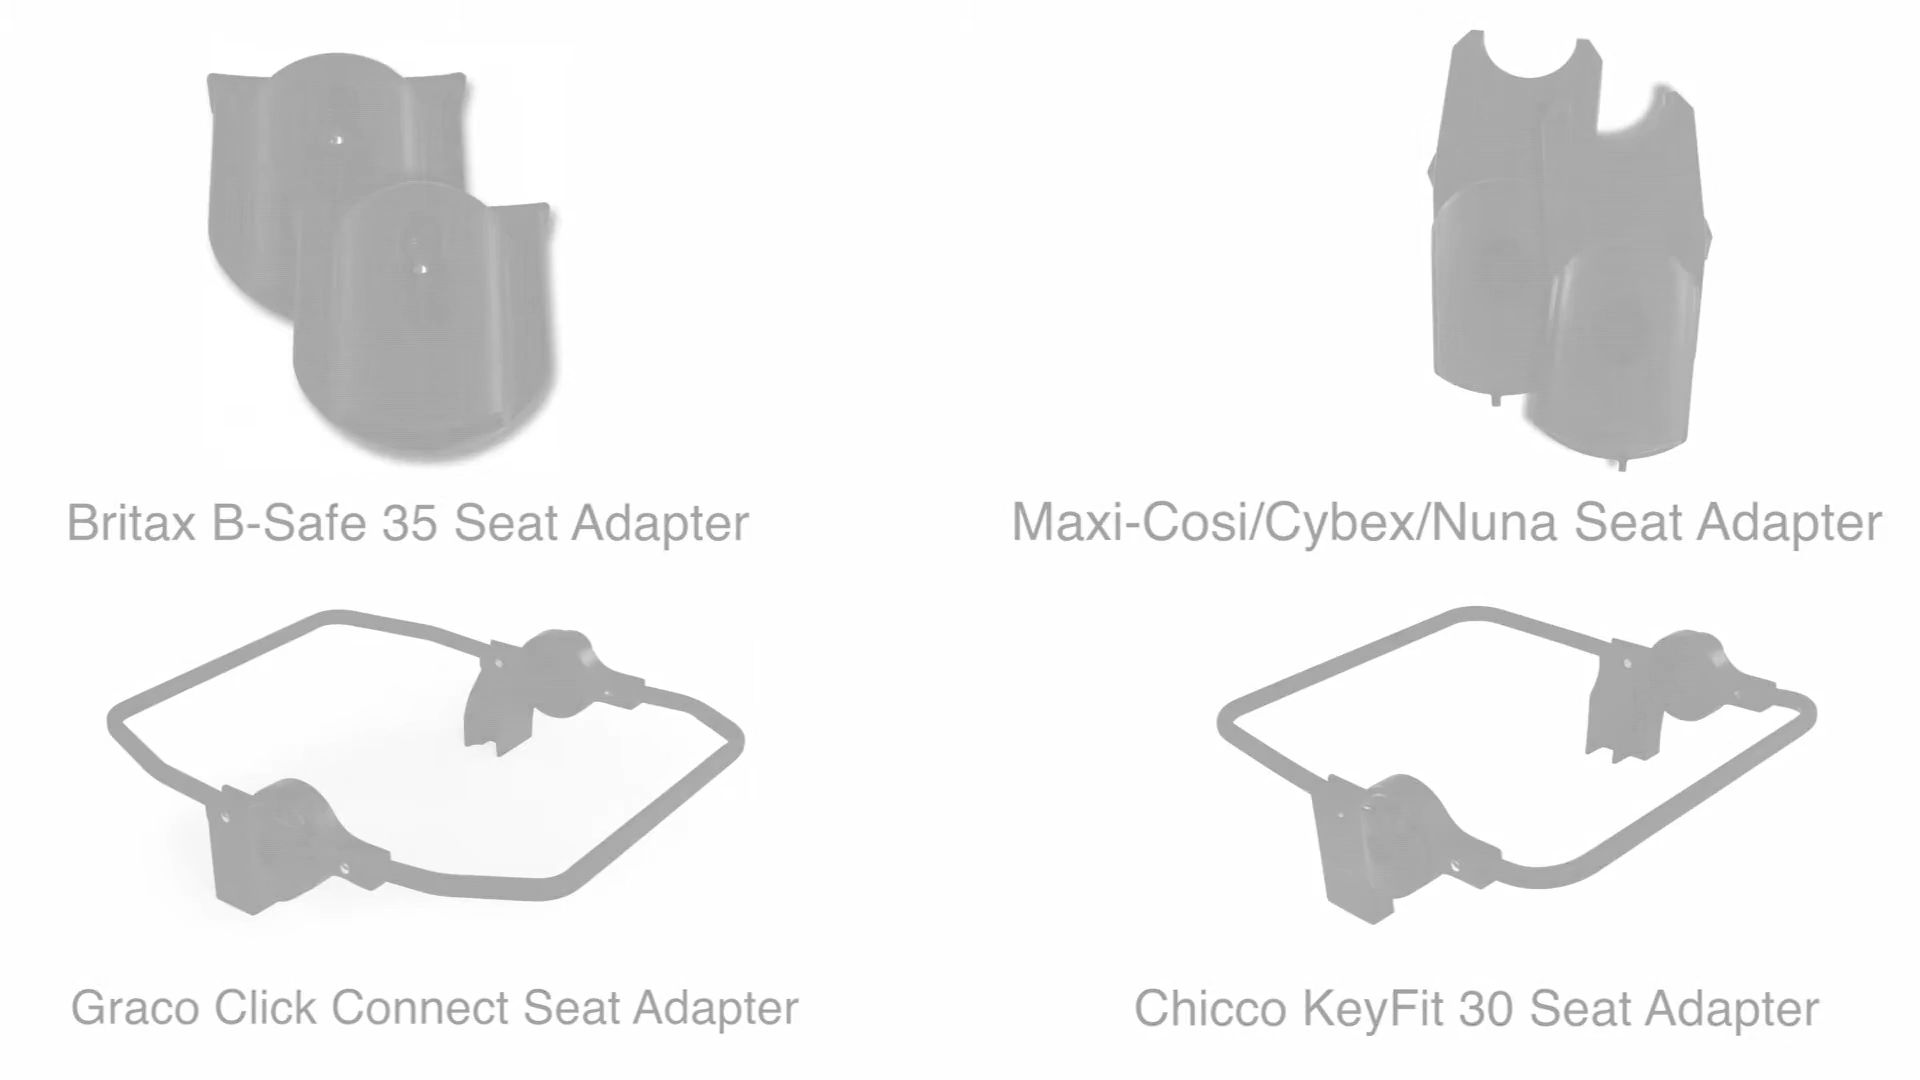 Britax B-Safe 35 Seat Adapter
Maxi-Cosi/Cybex/Nuna Seat Adapter
Graco Click Connect Seat Adapter
Chicco KeyFit 30 Seat Adapter